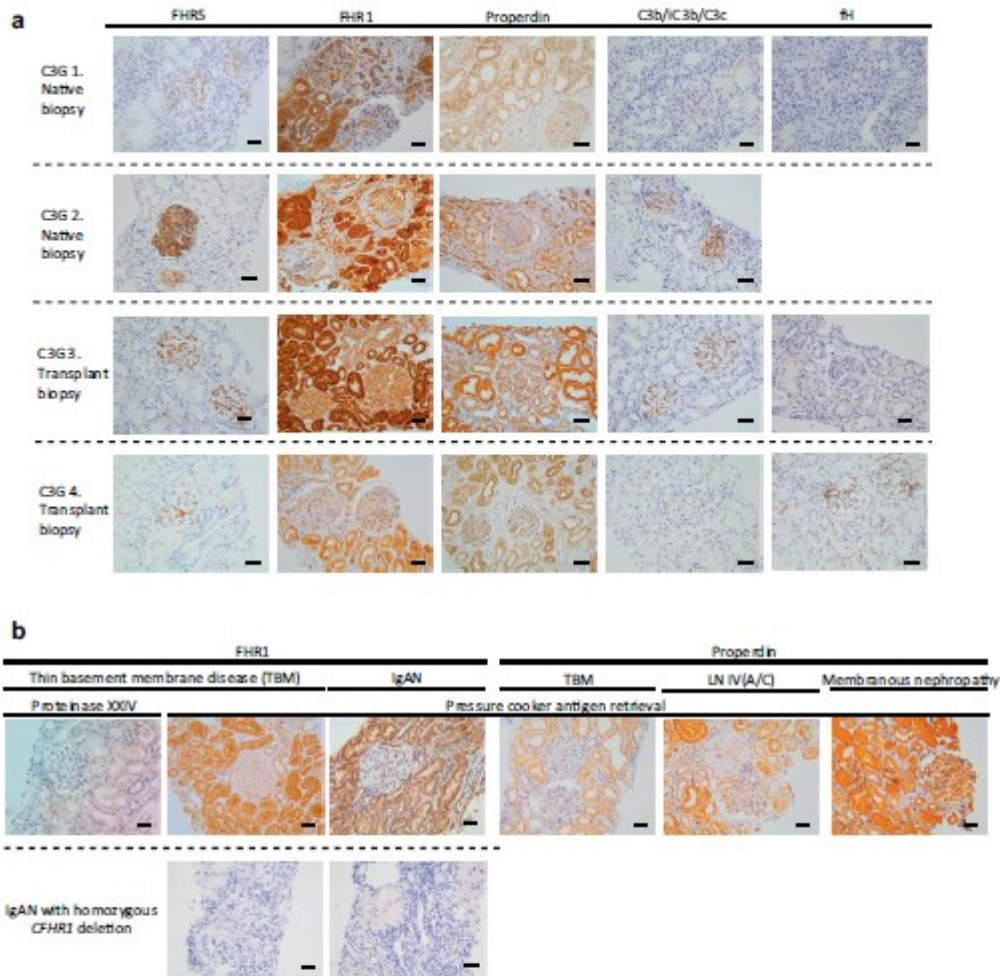 a
FHR5 FHR1 Properdin C3b/iC3b/C3c fH
C3G 1.
Native
biopsy
C3G 2.
Native
biopsy
C3G3.
Transplant
biopsy
C3G 4.
Transplant
biopsy
b
FHR1 Properdin
Thin basement membrane disease (TBM) IgAN TBM LN IV(A/C) Membranous nephropathy
Proteinase XXIV Pressure cooker antigen retrieval
IgAN with homozygous
CFHR1 deletion